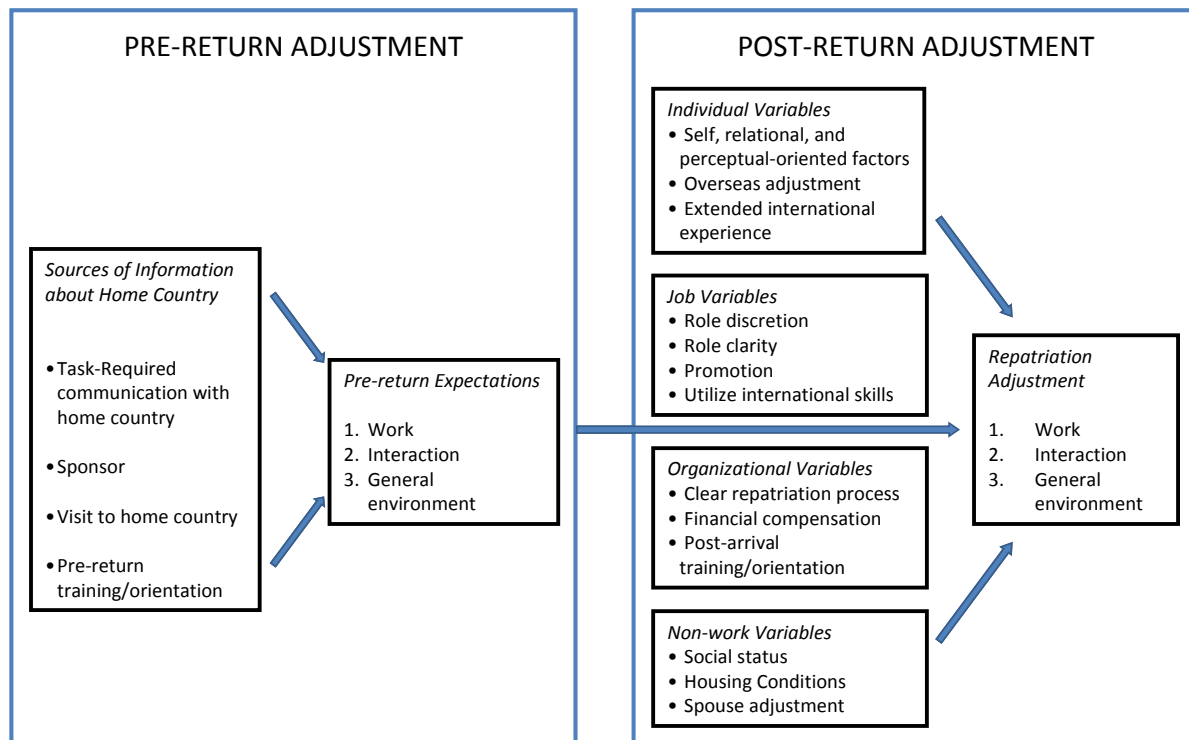 PRE-RETURN ADJUSTMENT
Sources of Information
about Home Country
•Task-Required
communication with
home country
•Sponsor
•Visit to home country
•Pre-return
training/orientation
Pre-return Expectations
1. Work
2. Interaction
3. General
environment
POST-RETURN ADJUSTMENT
Individual Variables
• Self, relational, and
perceptual-oriented factors
• Overseas adjustment
• Extended international
experience
Job Variables
• Role discretion
• Role clarity
• Promotion
• Utilize international skills
Organizational Variables
• Clear repatriation process
• Financial compensation
• Post-arrival
training/orientation
Non-work Variables
• Social status
• Housing Conditions
• Spouse adjustment
Repatriation
Adjustment
1. Work
2. Interaction
3. General
environment